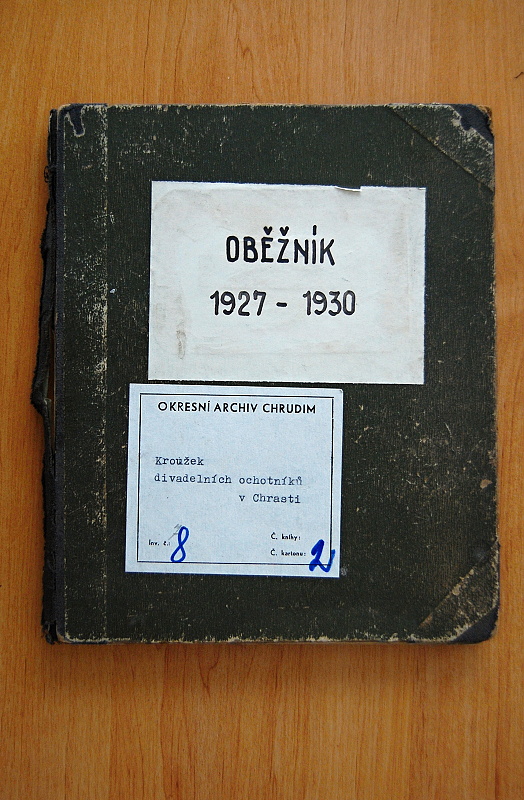 OBĚŽNÍK
1927 - 1930
OKRESNÍ ARCHIV CHRUDIM
Kroužek
divadelních ochotníků
v Chrasti
Inv. č.: 8
Č. knihy:
Č. kartonu: 2